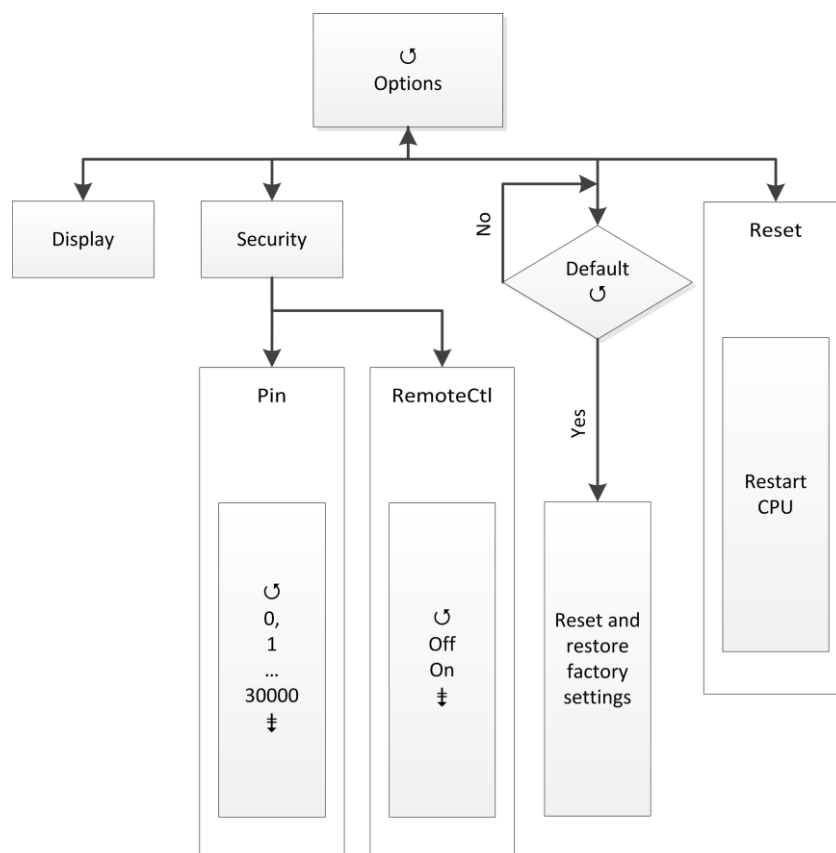 ↺
Options
Display
Security
No
Default
↺
Reset
Pin
RemoteCtl
Yes
Restart
CPU
↺
0,
1
...
30000
⇟
↺
Off
On
⇟
Reset and
restore
factory
settings